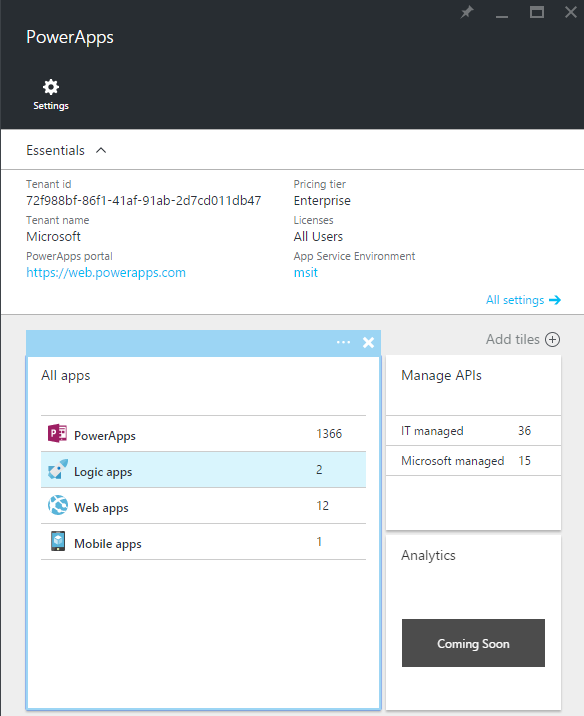 PowerApps
Settings
Essentials
Tenant id
72f988bf-86f1-41af-91ab-2d7cd011db47
Tenant name
Microsoft
PowerApps portal
https://web.powerapps.com
Pricing tier
Enterprise
Licenses
All Users
App Service Environment
msit
All settings
Add tiles
All apps
PowerApps 1366
Logic apps 2
Web apps 12
Mobile apps 1
Manage APIs
IT managed 36
Microsoft managed 15
Analytics
Coming Soon